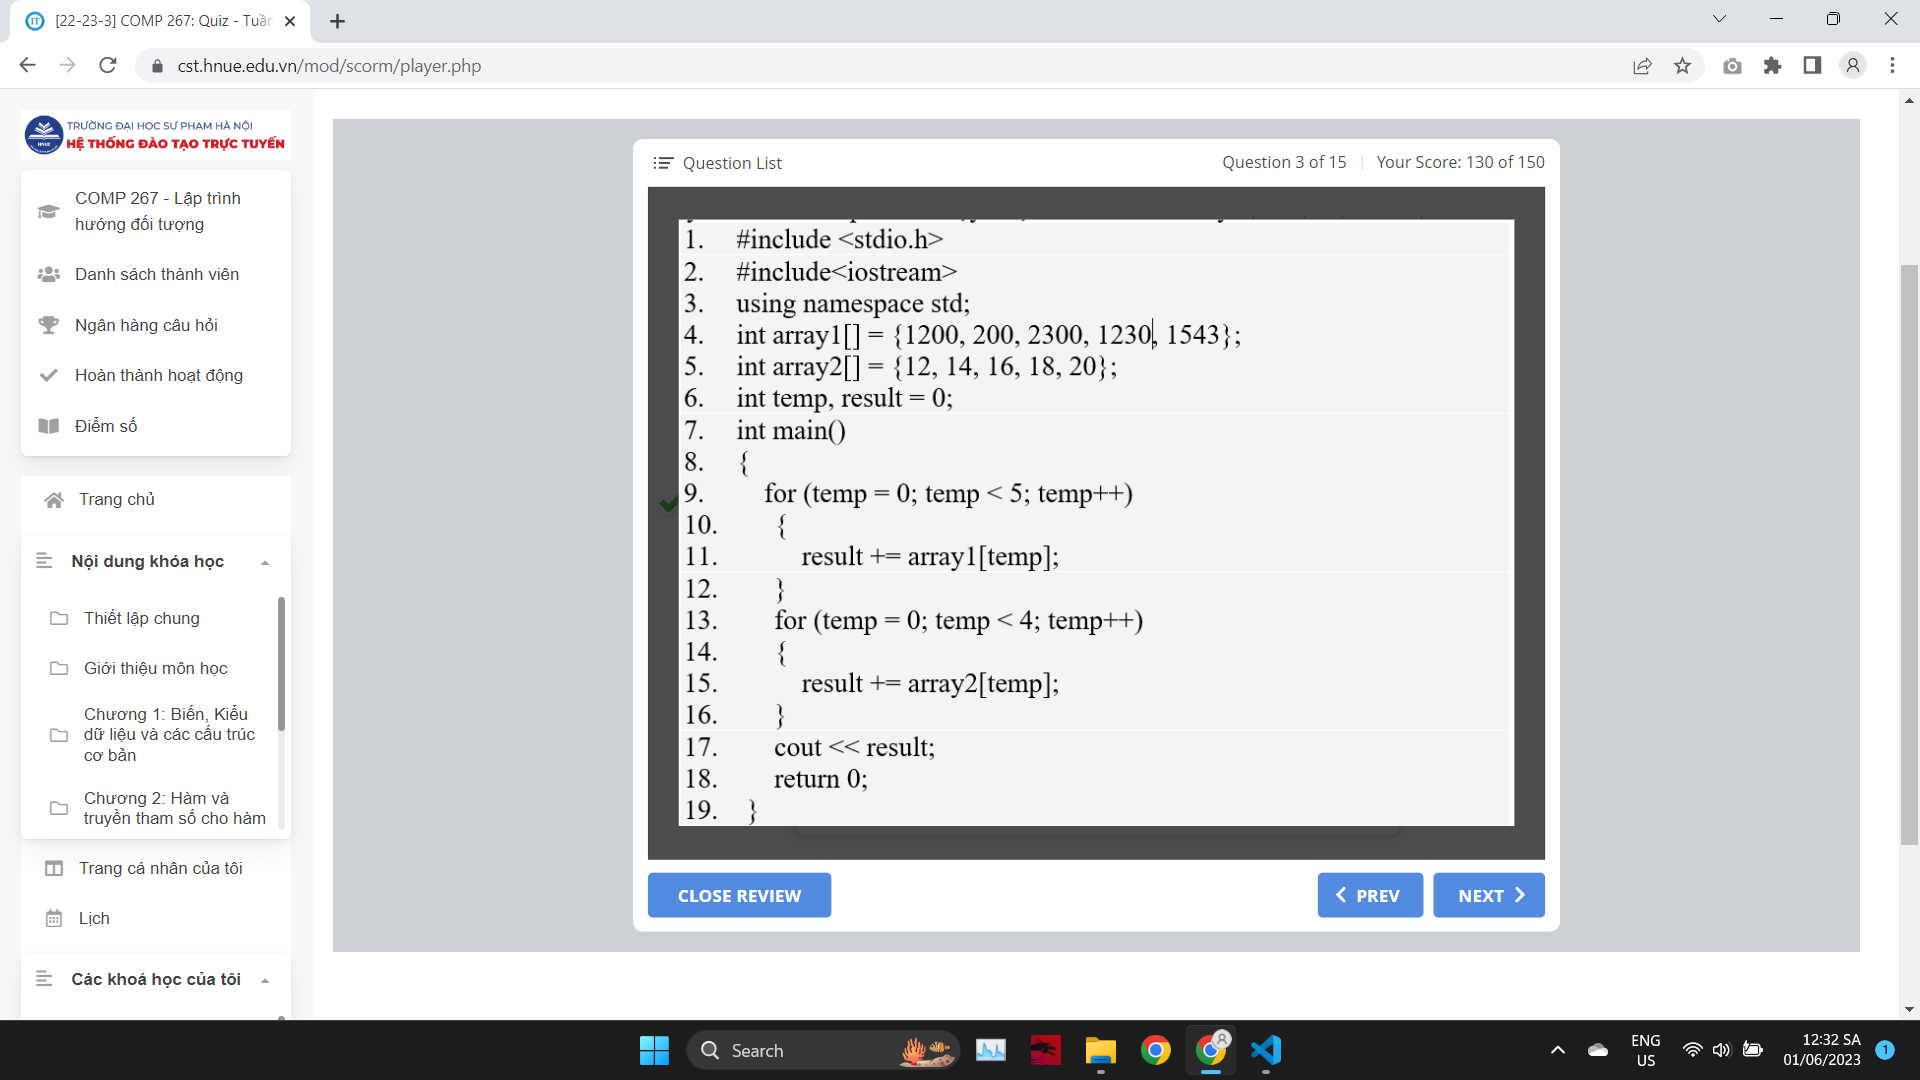 [22-23-3] COMP 267: Quiz - Tuần
cst.hnue.edu.vn/mod/scorm/player.php
TRƯỜNG ĐẠI HỌC SƯ PHẠM HÀ NỘI
HỆ THỐNG ĐÀO TẠO TRỰC TUYẾN
COMP 267 - Lập trình
hướng đối tượng
Danh sách thành viên
Ngân hàng câu hỏi
Hoàn thành hoạt động
Điểm số
Trang chủ
Nội dung khóa học
Thiết lập chung
Giới thiệu môn học
Chương 1: Biến, Kiểu
dữ liệu và các cấu trúc
cơ bản
Chương 2: Hàm và
truyền tham số cho hàm
Trang cá nhân của tôi
Lịch
Các khoá học của tôi
Question List
Question 3 of 15
Your Score: 130 of 150
1. #include <stdio.h>
2. #include<iostream>
3. using namespace std;
4. int array1[] = {1200, 200, 2300, 1230, 1543};
5. int array2[] = {12, 14, 16, 18, 20};
6. int temp, result = 0;
7. int main()
8. {
9. for (temp = 0; temp < 5; temp++)
10. {
11. result += array1[temp];
12. }
13. for (temp = 0; temp < 4; temp++)
14. {
15. result += array2[temp];
16. }
17. cout << result;
18. return 0;
19. }
CLOSE REVIEW
PREV
NEXT
Search
ENG
US
12:32 SA
01/06/2023
1